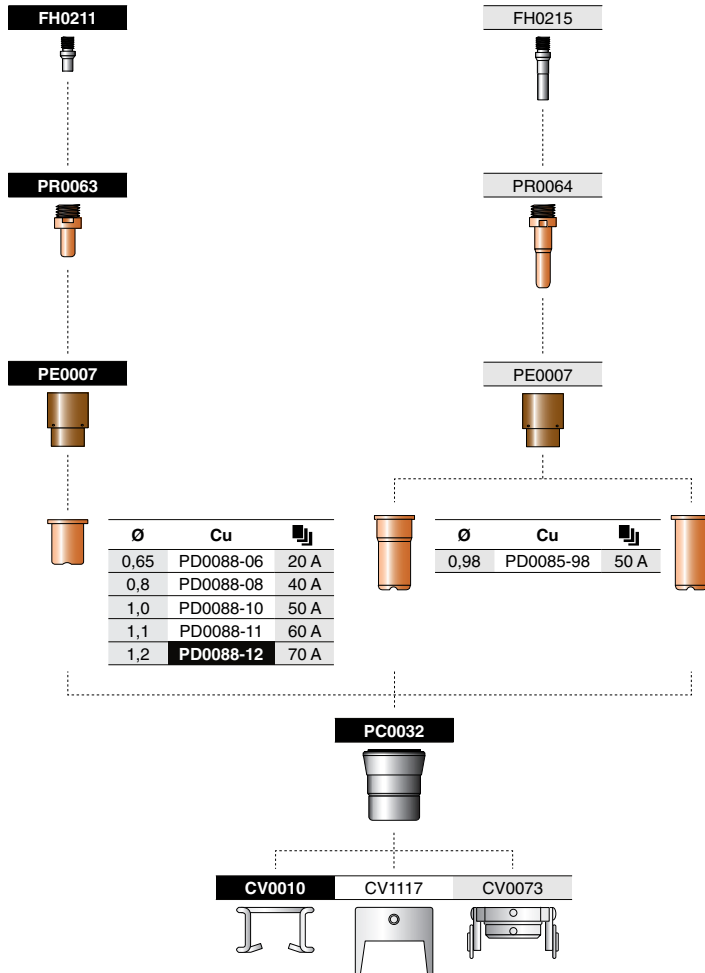 FH0211 FH0215
PR0063 PR0064
PE0007 PE0007
Ø Cu
0,65 PD0088-06 20 A
0,8 PD0088-08 40 A
1,0 PD0088-10 50 A
1,1 PD0088-11 60 A
1,2 PD0088-12 70 A
Ø Cu
0,98 PD0085-98 50 A
PC0032
CV0010 CV1117 CV0073